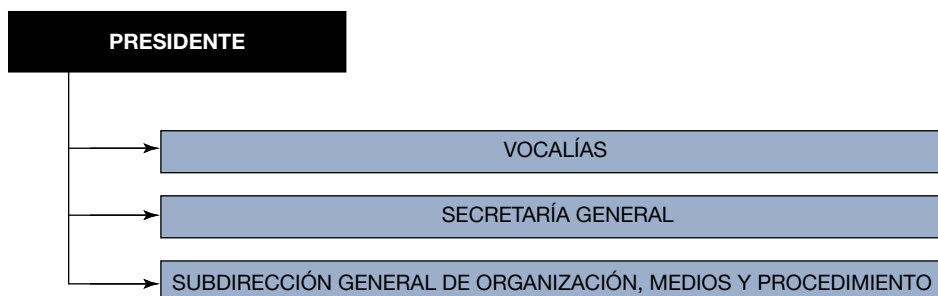 PRESIDENTE
VOCALÍAS
SECRETARÍA GENERAL
SUBDIRECCIÓN GENERAL DE ORGANIZACIÓN, MEDIOS Y PROCEDIMIENTO